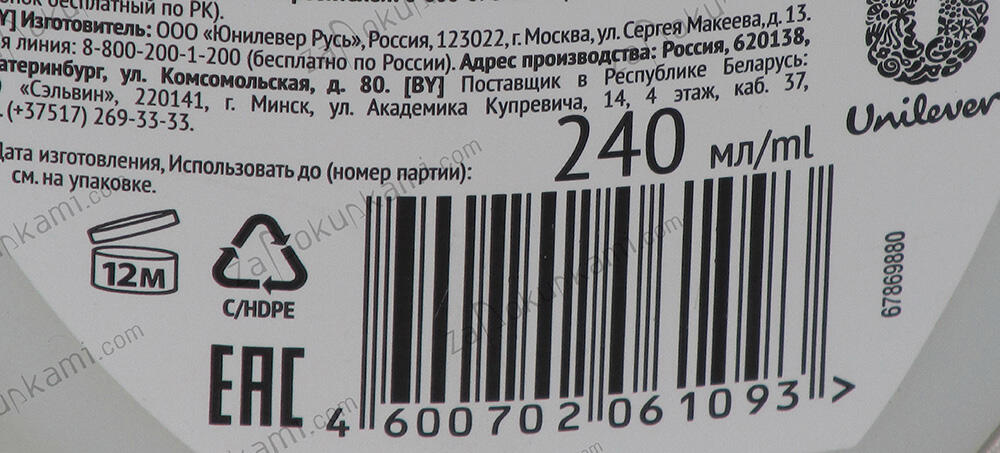 бесплатный по РК).
Изготовитель: ООО «Юнилевер Русь», Россия, 123022, г. Москва, ул. Сергея Макеева, д. 13.
линия: 8-800-200-1-200 (бесплатно по России). Адрес производства: Россия, 620138,
ул. Комсомольская, д. 80. [BY] Поставщик в Республике Беларусь:
«Сэльвин», 220141, г. Минск, ул. Академика Купревича, 14, 4 этаж, каб. 37,
(+37517) 269-33-33.
Unilever
240 мл/ml
Дата изготовления, Использовать до (номер партии):
см. на упаковке.
12M
C/HDPE
EAC
4 600702 061093 >
67869880
zapokupkami.com